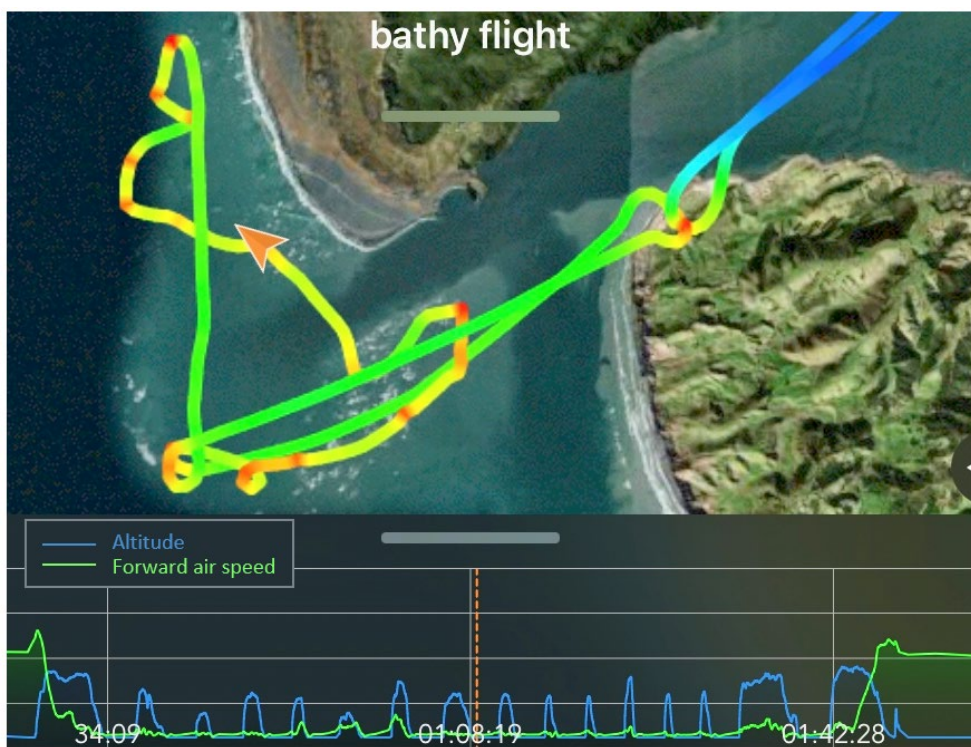 bathy flight
Altitude
Forward air speed
34:09
01:08:19
01:42:28